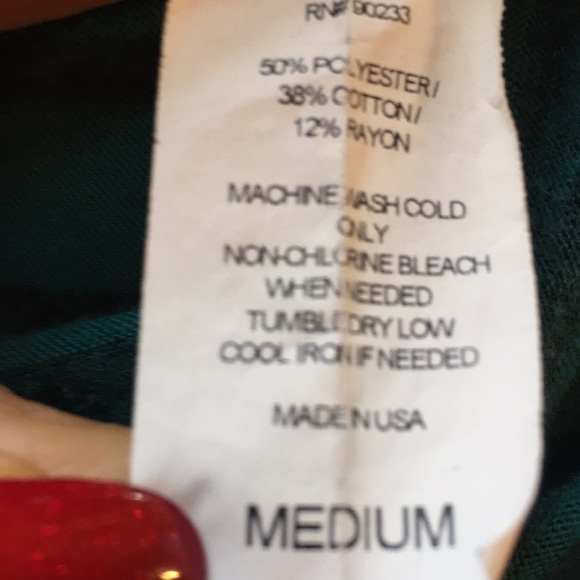 RN# 90233
50% POLYESTER/
38% COTTON/
12% RAYON
MACHINE WASH COLD
ONLY
NON-CHLORINE BLEACH
WHEN NEEDED
TUMBLE DRY LOW
COOL IRON IF NEEDED
MADE IN USA
MEDIUM